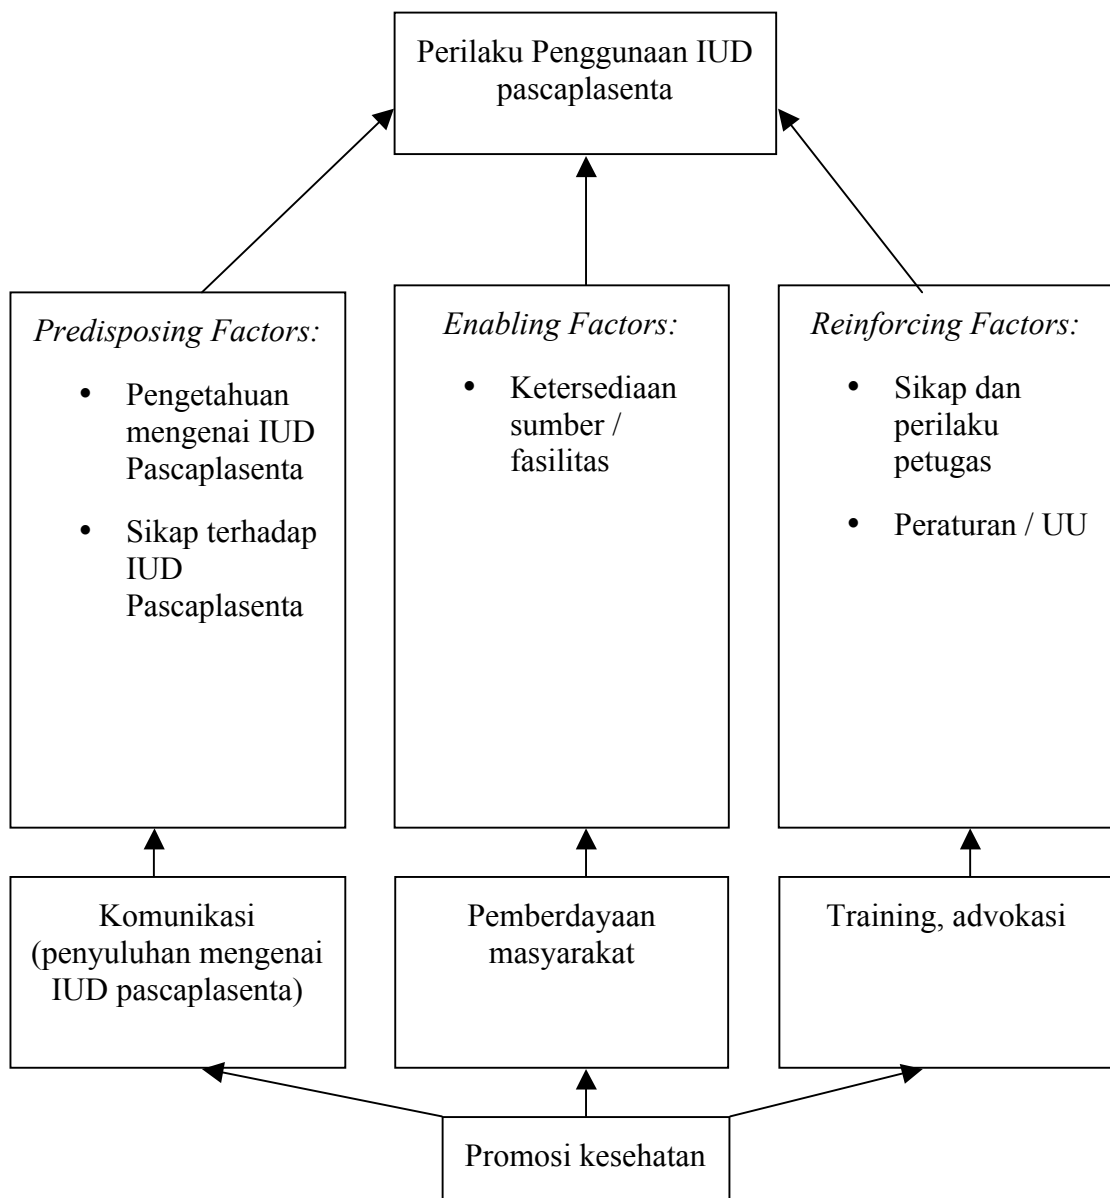 Perilaku Penggunaan IUD
pascaplasenta
Predisposing Factors:
• Pengetahuan
mengenai IUD
Pascaplasenta
• Sikap terhadap
IUD
Pascaplasenta
Enabling Factors:
• Ketersediaan
sumber /
fasilitas
Reinforcing Factors:
• Sikap dan
perilaku
petugas
• Peraturan / UU
Komunikasi
(penyuluhan mengenai
IUD pascaplasenta)
Pemberdayaan
masyarakat
Training, advokasi
Promosi kesehatan